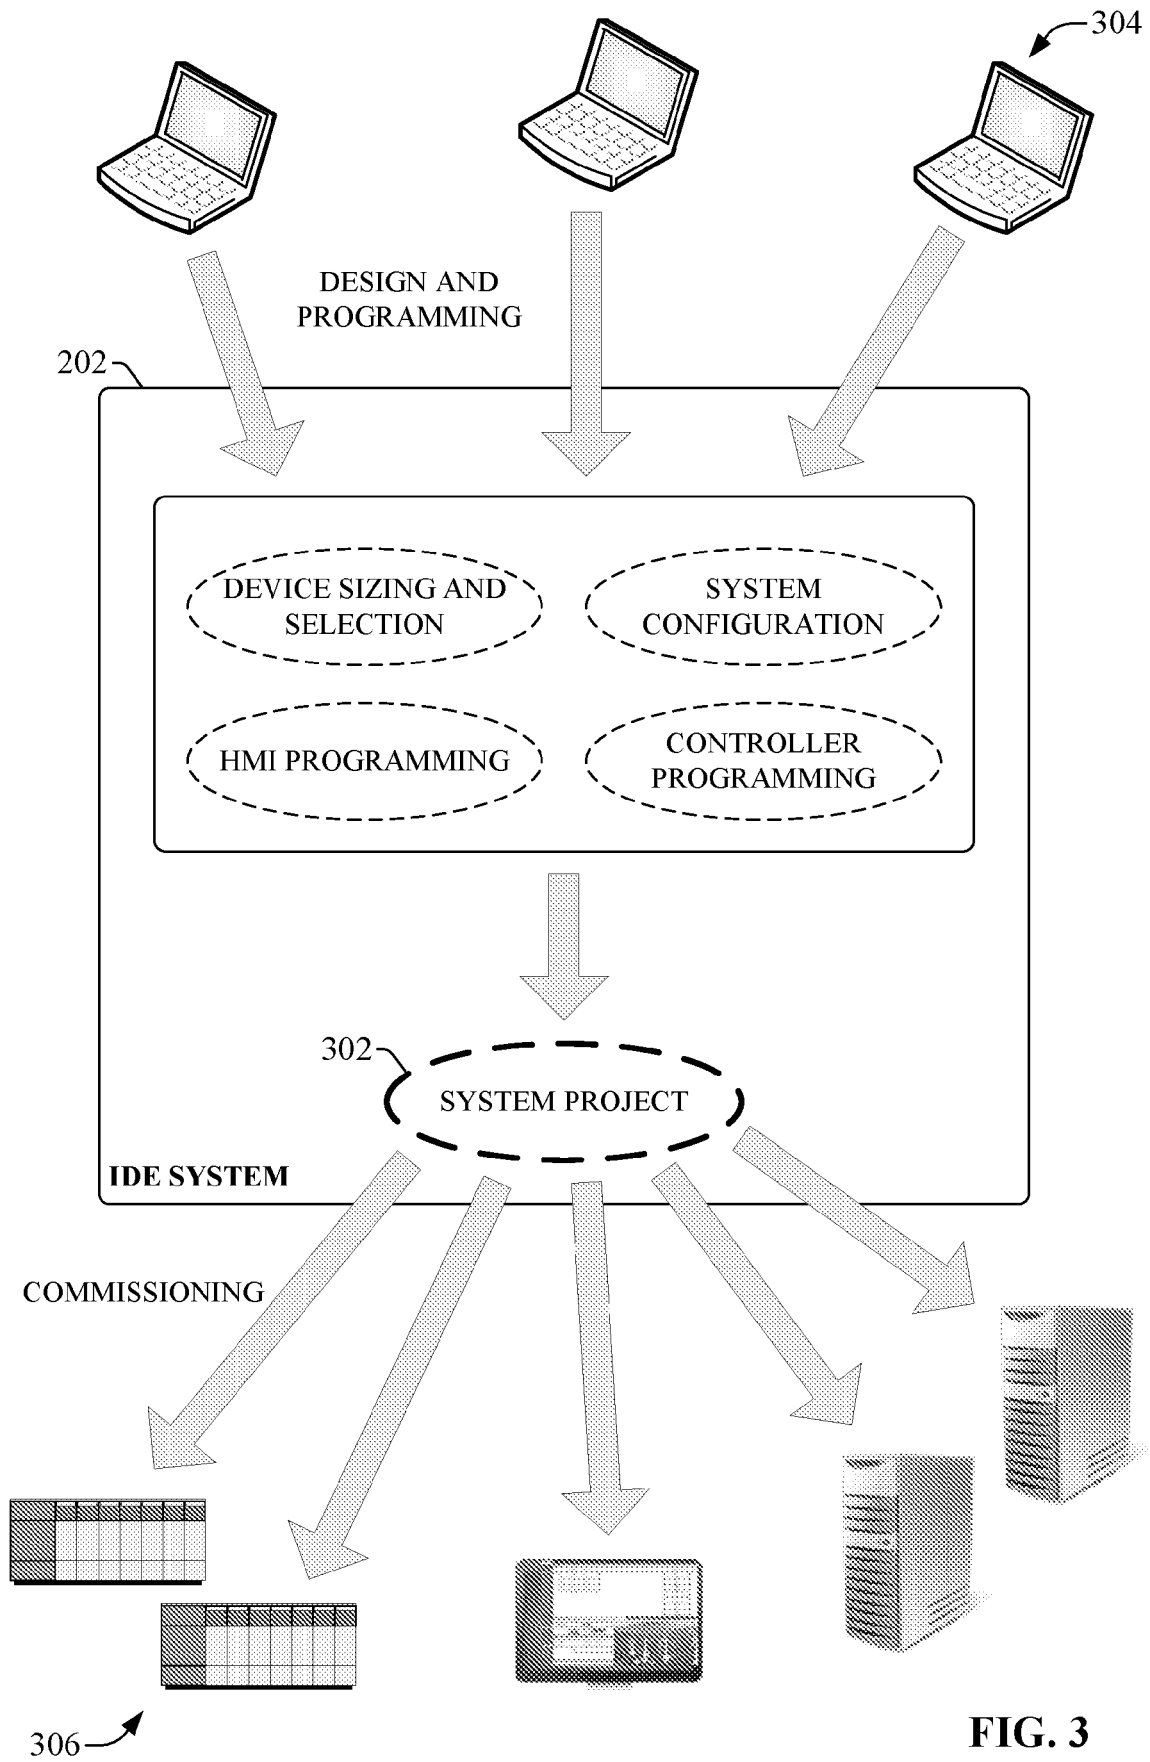 304
DESIGN AND
PROGRAMMING
202
DEVICE SIZING AND
SELECTION
SYSTEM
CONFIGURATION
HMI PROGRAMMING
CONTROLLER
PROGRAMMING
302
SYSTEM PROJECT
IDE SYSTEM
COMMISSIONING
306
FIG. 3